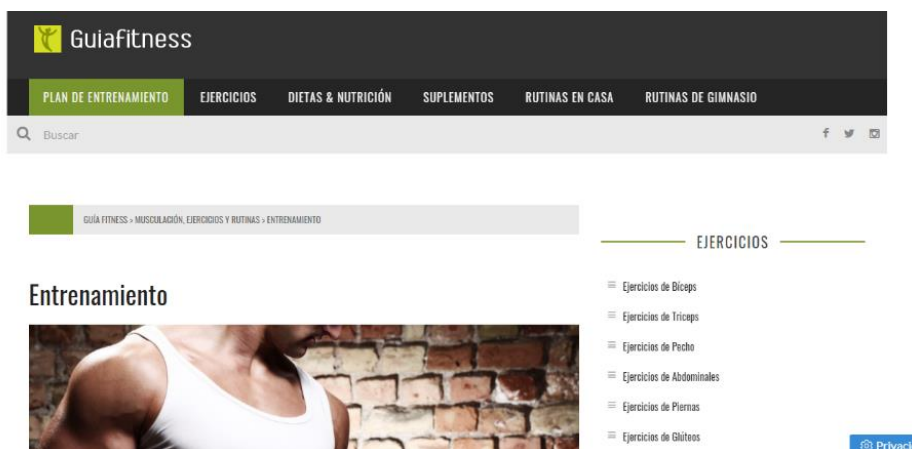 Guiafitness
PLAN DE ENTRENAMIENTO EJERCICIOS DIETAS & NUTRICIÓN SUPLEMENTOS RUTINAS EN CASA RUTINAS DE GIMNASIO
Buscar
GUÍA FITNESS » MUSCULACIÓN, EJERCICIOS Y RUTINAS » ENTRENAMIENTO
Entrenamiento
EJERCICIOS
Ejercicios de Bíceps
Ejercicios de Triceps
Ejercicios de Pecho
Ejercicios de Abdominales
Ejercicios de Piernas
Ejercicios de Glúteos
Privaci